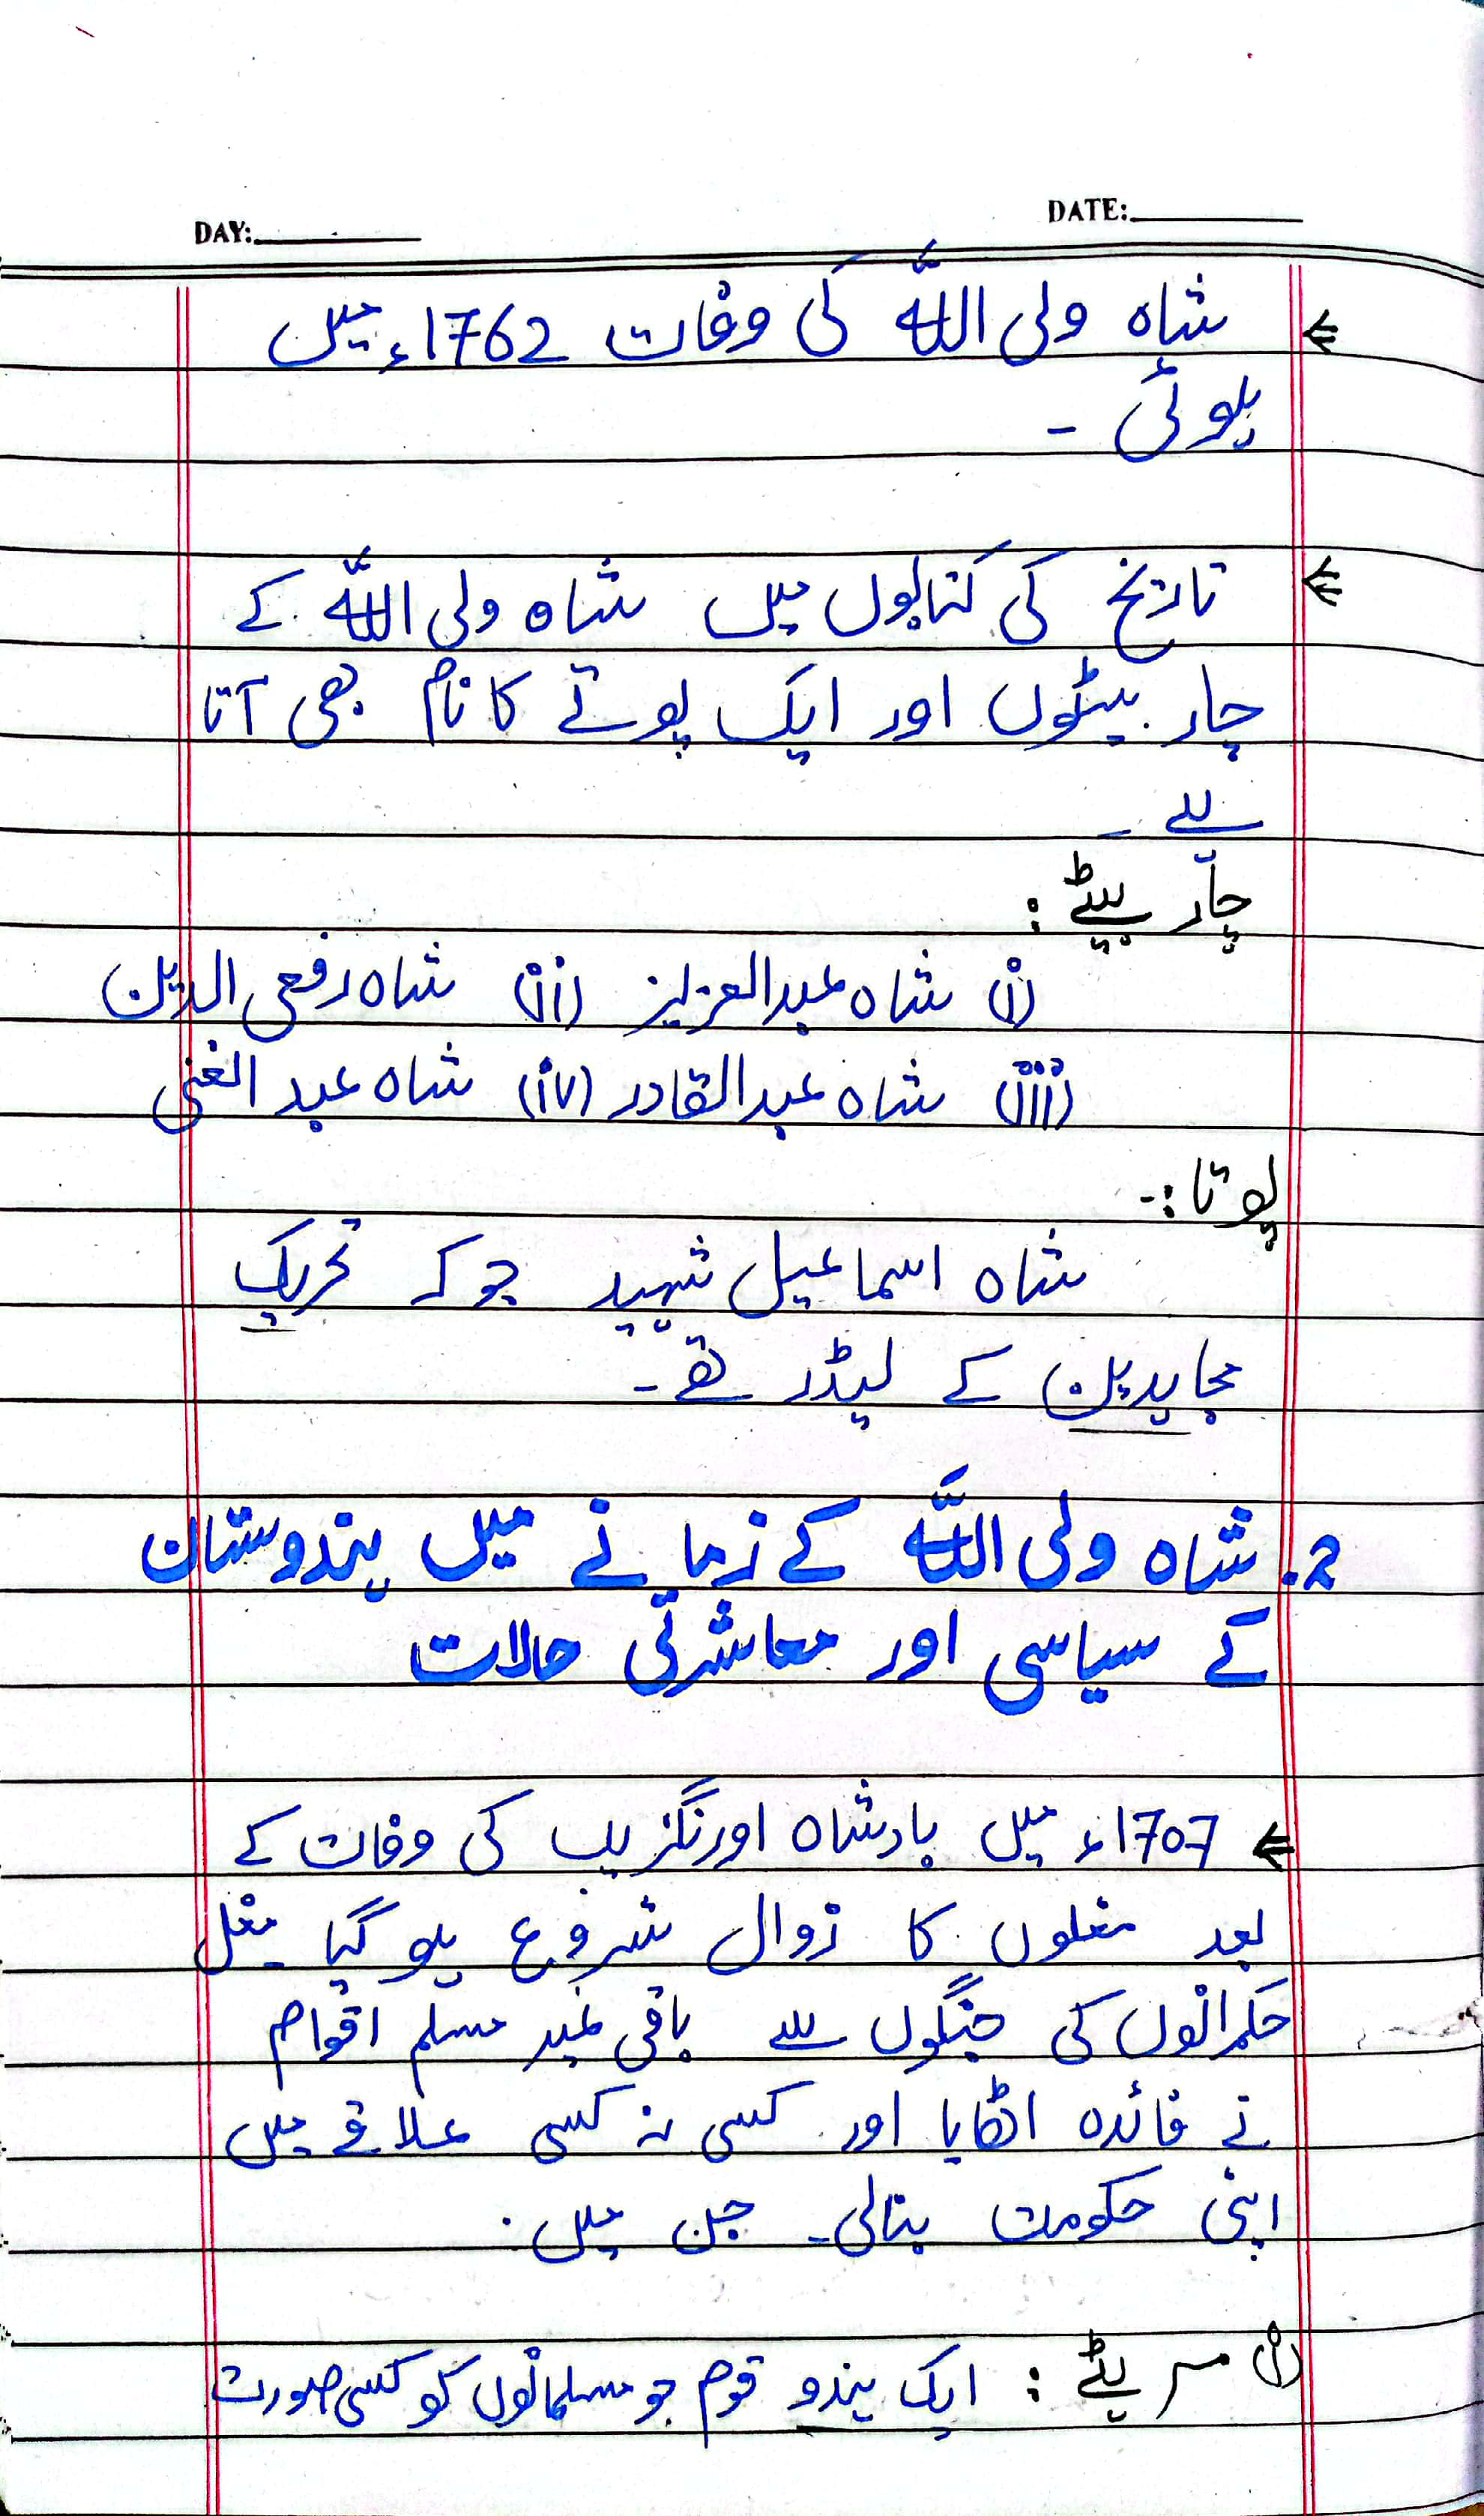 DAY:________ DATE:________
← شاہ ولی اللہ کی وفات 1762ء میں
ہوئی ۔
← تاریخ کی کتابوں میں شاہ ولی اللہ کے
چار بیٹوں اور ایک پوتے کا نام بھی آتا
ہے ۔
چار بیٹے :
(i) شاہ عبدالعزیز (ii) شاہ رفعی الدین
(iii) شاہ عبدالقادر (iv) شاہ عبد الغنی
پوتا :-
شاہ اسماعیل شہید جو کہ تحریک
مجاہدین کے لیڈر تھے ۔
2. شاہ ولی اللہ کے زمانے میں ہندوستان
کے سیاسی اور معاشرتی حالات
← 1707ء میں بادشاہ اورنگزیب کی وفات کے
بعد مغلوں کا زوال شروع ہو گیا ۔ مغل
حکمرانوں کی جنگوں سے باقی غیر مسلم اقوام
نے فائدہ اٹھایا اور کسی نہ کسی علاقے میں
اپنی حکومت بنالی ۔ جن میں :
(i) مرہٹے : ایک ہندو قوم جو مسلمانوں کو کسی صورت